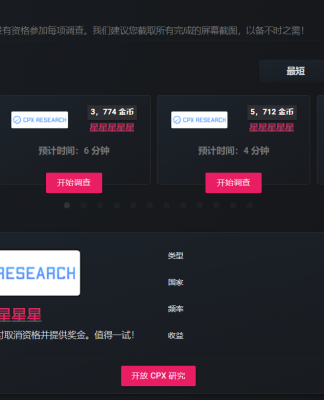 有资格参加每项调查。我们建议您截取所有完成的屏幕截图，以备不时之需！
最短
3，774 金币
CPX RESEARCH
星星星星星
预计时间：6 分钟
开始调查
5，712 金币
CPX RESEARCH
星星星星星
预计时间：4 分钟
开始调查
RESEARCH
星星星
时取消资格并提供奖金。值得一试！
类型
国家
频率
收益
开放 CPX 研究